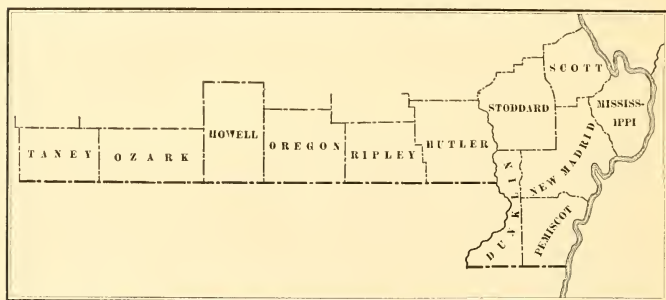 SCOTT
MISSISS-
IPPI
STODDARD
HOWELL
TANEY
OZARK
OREGON
RIPLEY
BUTLER
NEW MADRID
DUNKLIN
PEMISCOT